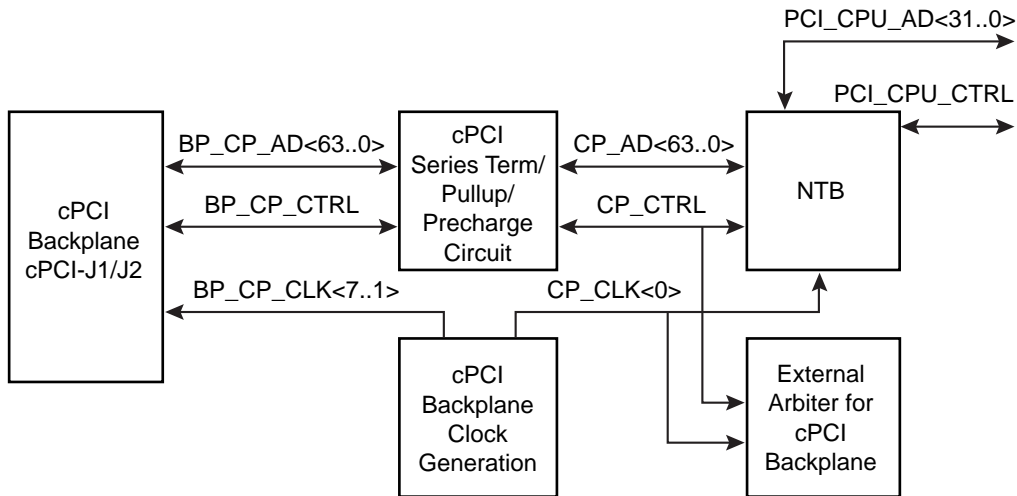 PCI_CPU_AD<31..0>
PCI_CPU_CTRL
cPCI
Backplane
cPCI-J1/J2
BP_CP_AD<63..0>
BP_CP_CTRL
BP_CP_CLK<7..1>
cPCI
Series Term/
Pullup/
Precharge
Circuit
CP_AD<63..0>
CP_CTRL
CP_CLK<0>
NTB
cPCI
Backplane
Clock
Generation
External
Arbiter for
cPCI
Backplane